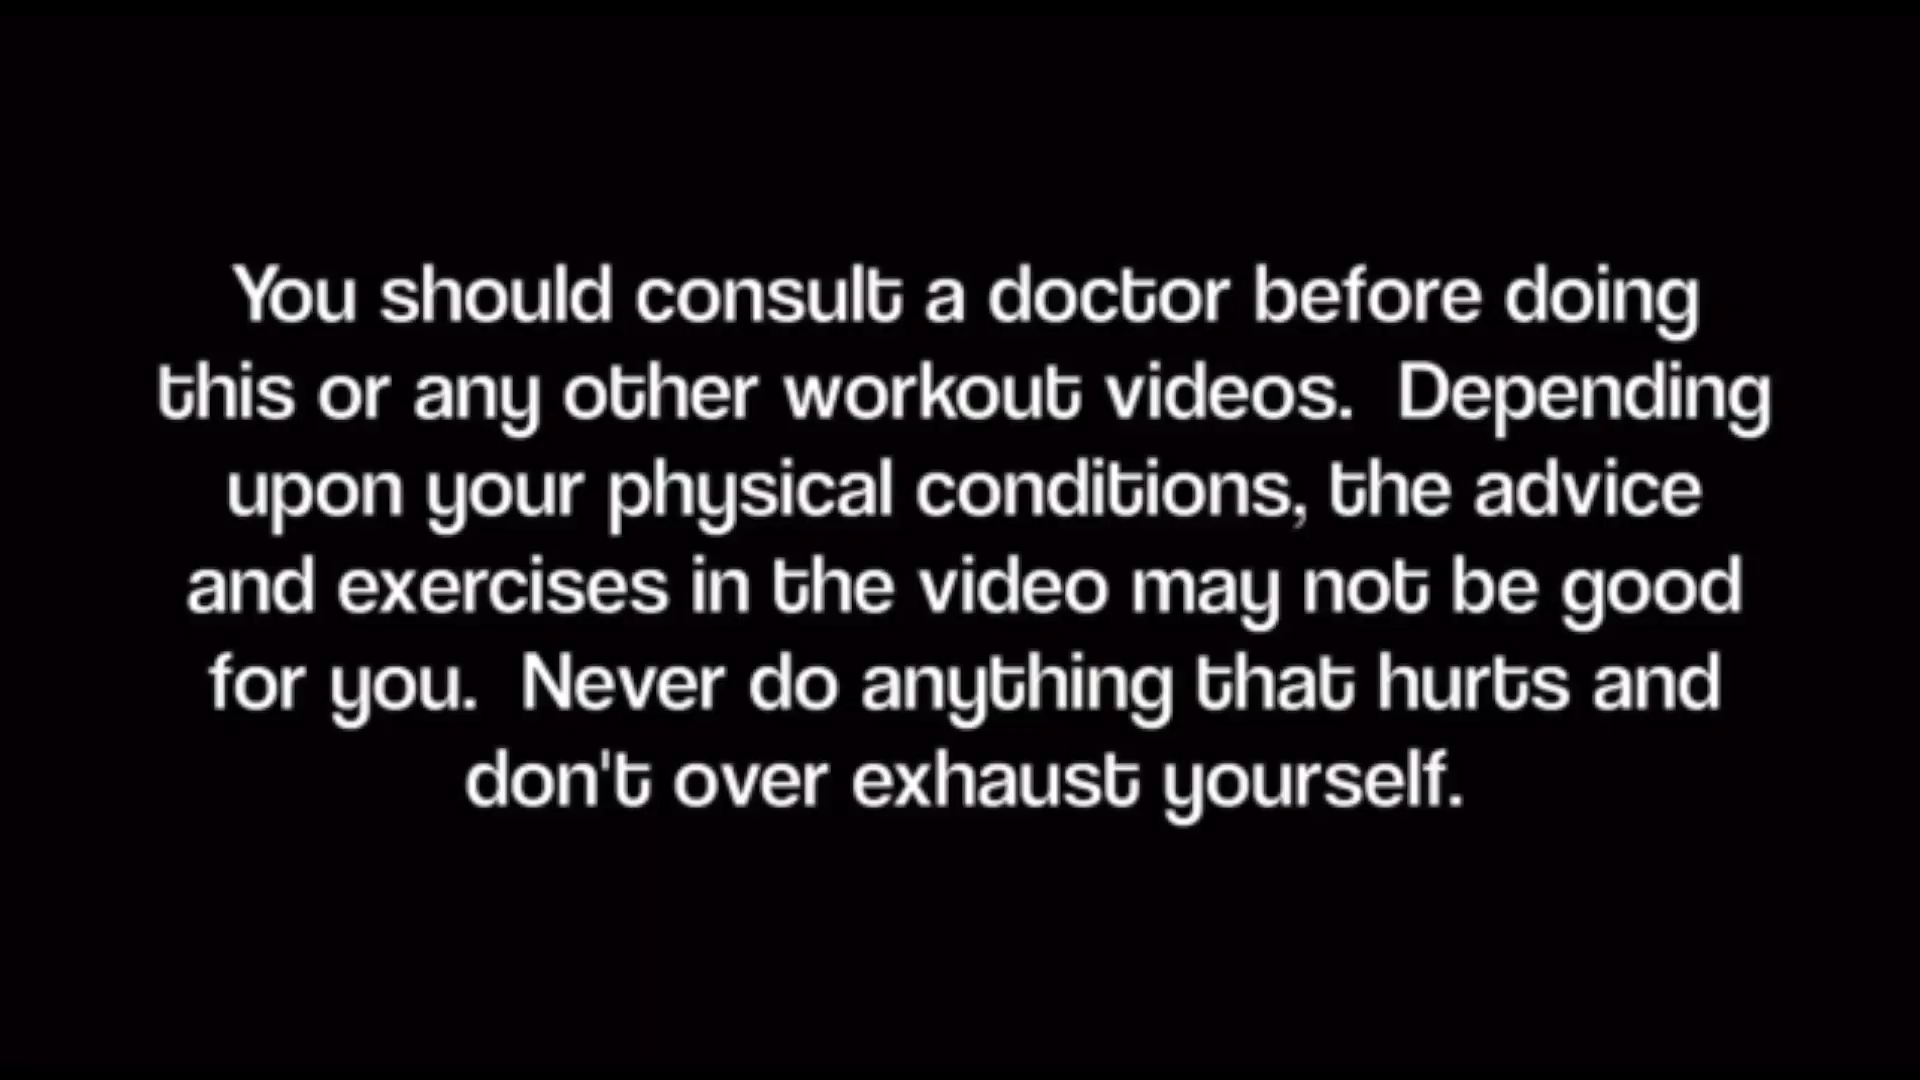 You should consult a doctor before doing
this or any other workout videos.  Depending
upon your physical conditions, the advice
and exercises in the video may not be good
for you.  Never do anything that hurts and
don't over exhaust yourself.